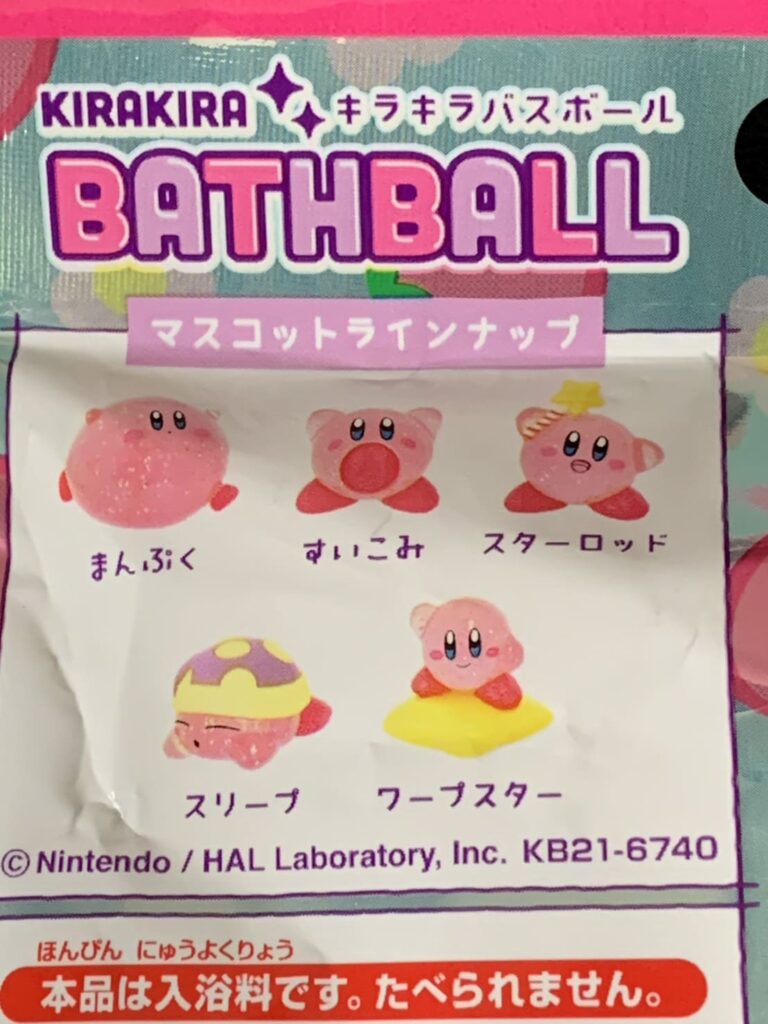 KIRAKIRA キラキラバスボール
BATHBALL
マスコットラインナップ
まんぷく すいこみ スターロッド
スリープ ワープスター
©Nintendo / HAL Laboratory, Inc. KB21-6740
ほんぴん にゅうよくりょう
本品は入浴料です。たべられません。